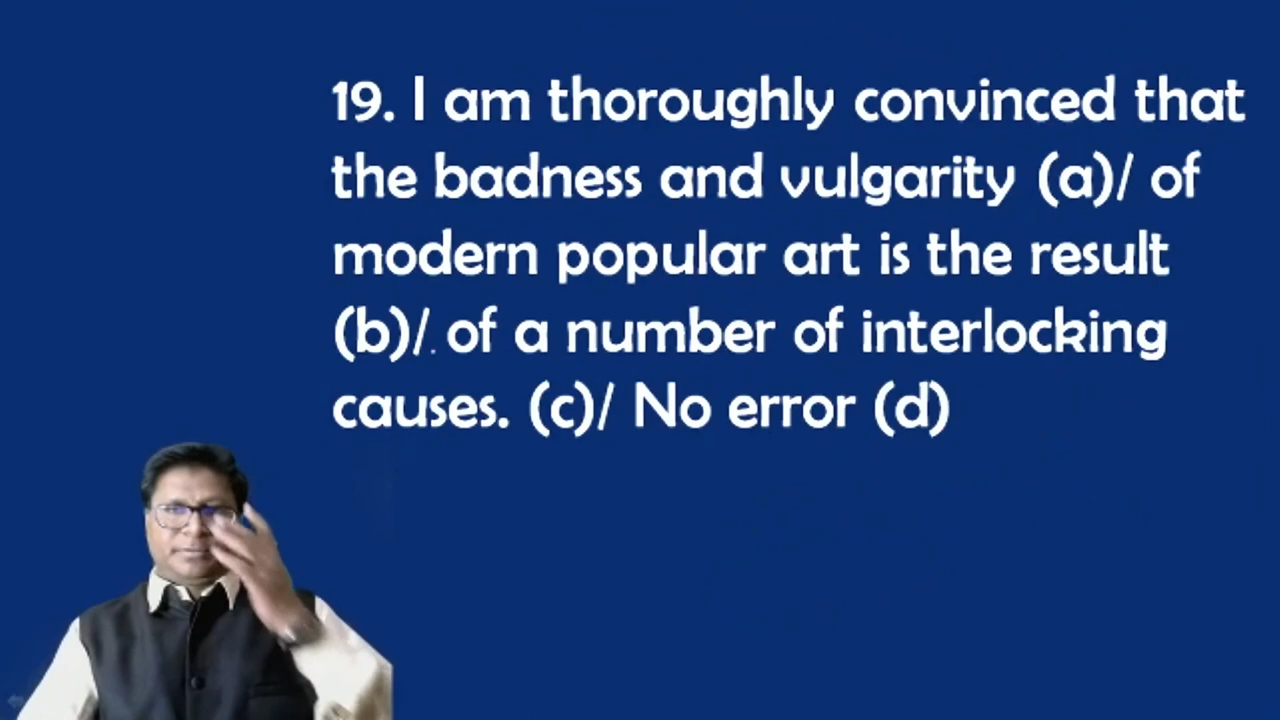 19. I am thoroughly convinced that
the badness and vulgarity (a)/ of
modern popular art is the result
(b)/. of a number of interlocking
causes. (c)/ No error (d)